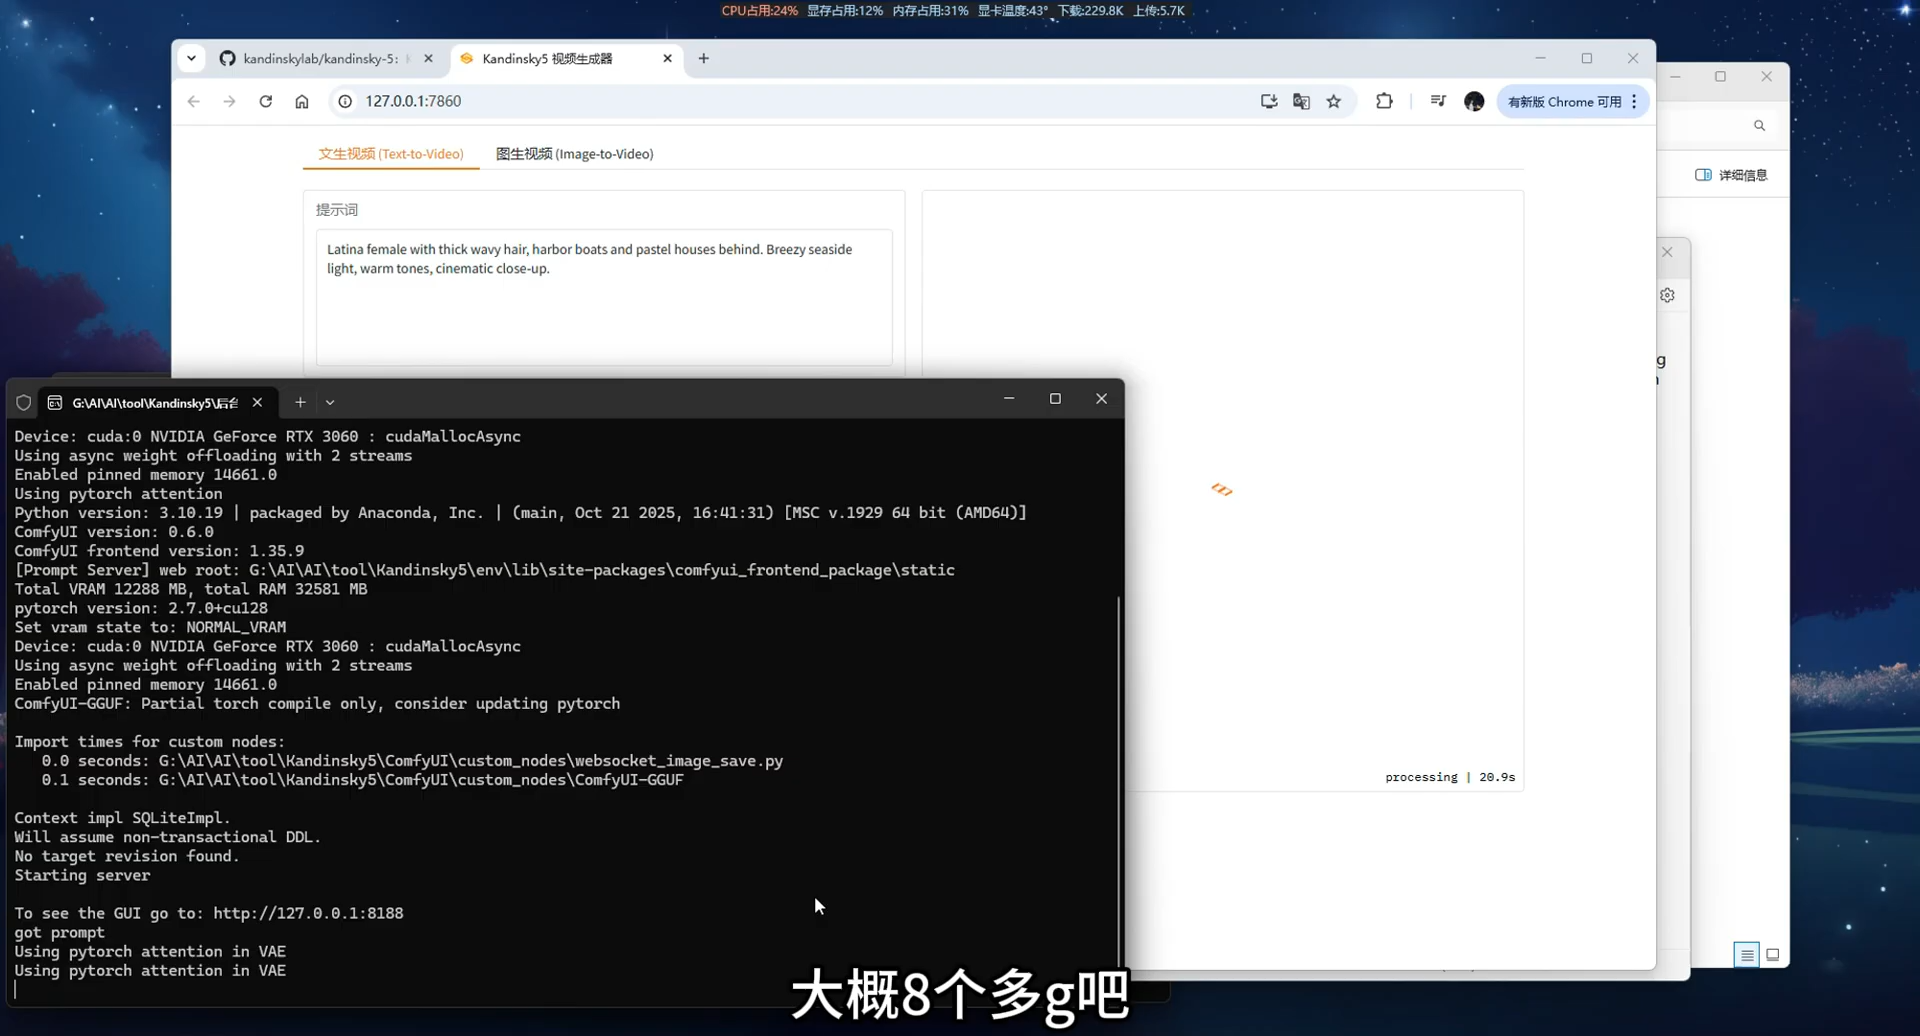 CPU占用:24% 显存占用:12% 内存占用:31% 显卡温度:43° 下载:229.8K 上传:5.7K
kandinskylab/kandinsky-5:
Kandinsky5 视频生成器
127.0.0.1:7860
有新版 Chrome 可用
详细信息
文生视频 (Text-to-Video)
图生视频 (Image-to-Video)
提示词
Latina female with thick wavy hair, harbor boats and pastel houses behind. Breezy seaside
light, warm tones, cinematic close-up.
processing | 20.9s
G:\AI\AI\tool\Kandinsky5\后台
Device: cuda:0 NVIDIA GeForce RTX 3060 : cudaMallocAsync
Using async weight offloading with 2 streams
Enabled pinned memory 14661.0
Using pytorch attention
Python version: 3.10.19 | packaged by Anaconda, Inc. | (main, Oct 21 2025, 16:41:31) [MSC v.1929 64 bit (AMD64)]
ComfyUI version: 0.6.0
ComfyUI frontend version: 1.35.9
[Prompt Server] web root: G:\AI\AI\tool\Kandinsky5\env\lib\site-packages\comfyui_frontend_package\static
Total VRAM 12288 MB, total RAM 32581 MB
pytorch version: 2.7.0+cu128
Set vram state to: NORMAL_VRAM
Device: cuda:0 NVIDIA GeForce RTX 3060 : cudaMallocAsync
Using async weight offloading with 2 streams
Enabled pinned memory 14661.0
ComfyUI-GGUF: Partial torch compile only, consider updating pytorch
Import times for custom nodes:
0.0 seconds: G:\AI\AI\tool\Kandinsky5\ComfyUI\custom_nodes\websocket_image_save.py
0.1 seconds: G:\AI\AI\tool\Kandinsky5\ComfyUI\custom_nodes\ComfyUI-GGUF
Context impl SQLiteImpl.
Will assume non-transactional DDL.
No target revision found.
Starting server
To see the GUI go to: http://127.0.0.1:8188
got prompt
Using pytorch attention in VAE
Using pytorch attention in VAE
大概8个多g吧